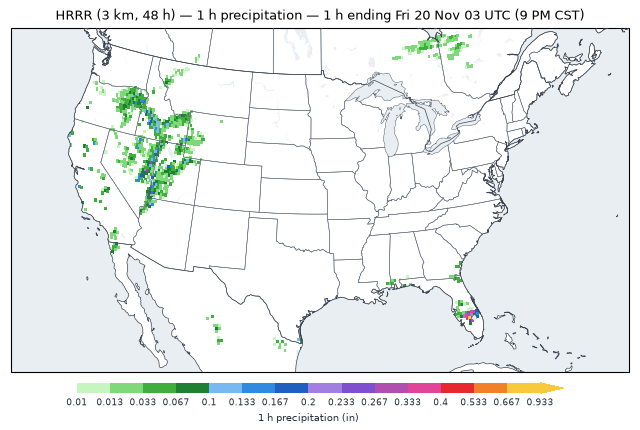 HRRR (3 km, 48 h) — 1 h precipitation — 1 h ending Fri 20 Nov 03 UTC (9 PM CST)
0.01 0.013 0.033 0.067 0.1 0.133 0.167 0.2 0.233 0.267 0.333 0.4 0.533 0.667 0.933
1 h precipitation (in)